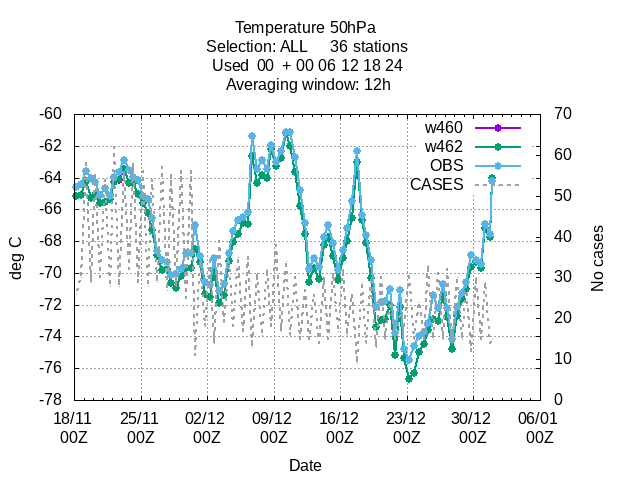 Temperature 50hPa
Selection: ALL 36 stations
Used 00 + 00 06 12 18 24
Averaging window: 12h
-60 70
w460
-62 w462 60
OBS
-64 CASES
50
-66
-68 40
deg C No cases
-70 30
-72
20
-74
-76 10
-78 0
18/11 25/11 02/12 09/12 16/12 23/12 30/12 06/01
00Z 00Z 00Z 00Z 00Z 00Z 00Z 00Z
Date